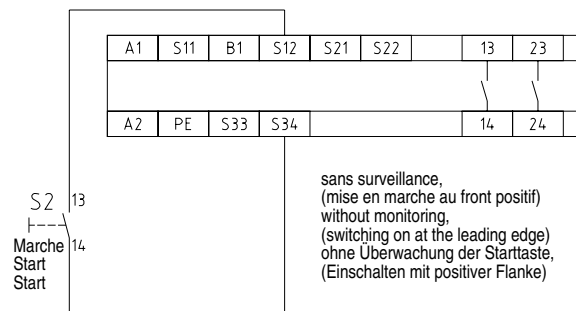 A1 S11 B1 S12 S21 S22 13 23
A2 PE S33 S34 14 24
S2 13
14
Marche
Start
Start
sans surveillance,
(mise en marche au front positif)
without monitoring,
(switching on at the leading edge)
ohne Überwachung der Starttaste,
(Einschalten mit positiver Flanke)